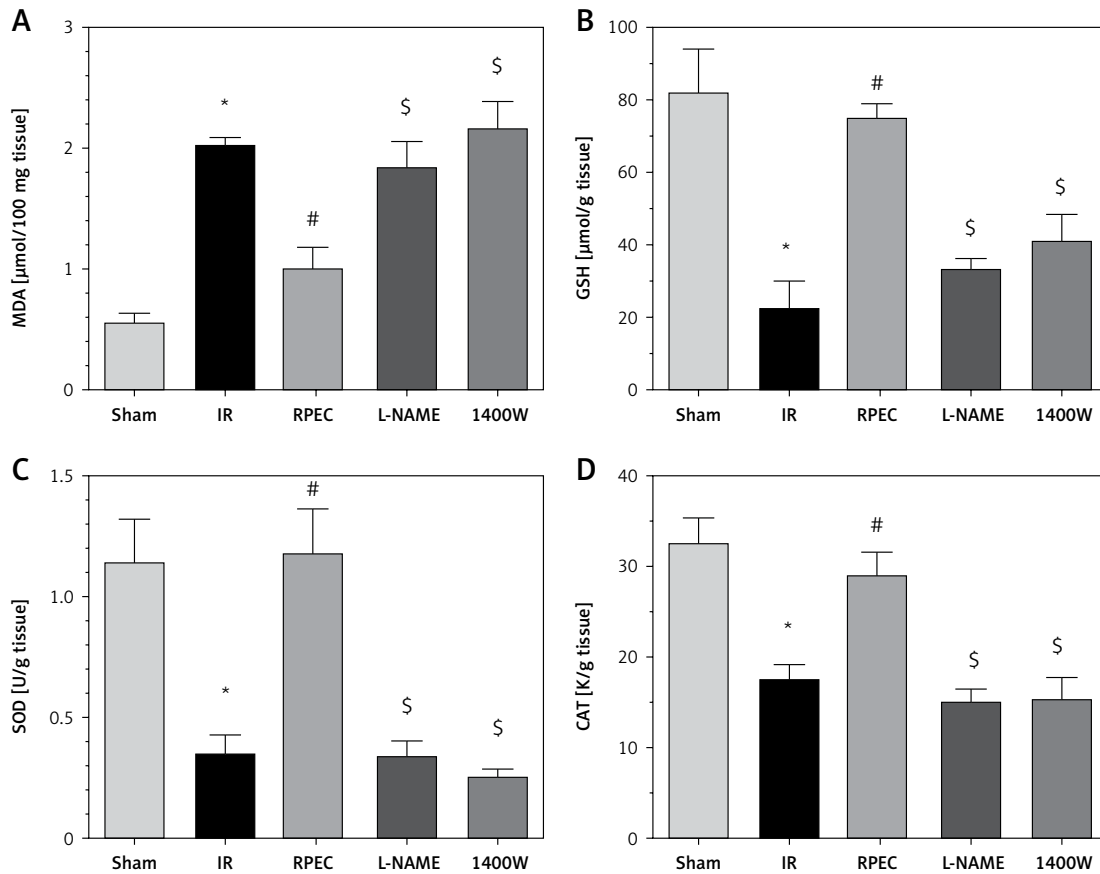 A
MDA [µmol/100 mg tissue]
3
2
1
0
*
#
$
$
Sham IR RPEC L-NAME 1400W
B
GSH [µmol/g tissue]
100
80
60
40
20
0
*
#
$
$
Sham IR RPEC L-NAME 1400W
C
SOD [U/g tissue]
1.5
1.0
0.5
0
*
#
$
$
Sham IR RPEC L-NAME 1400W
D
CAT [K/g tissue]
40
30
20
10
0
*
#
$
$
Sham IR RPEC L-NAME 1400W